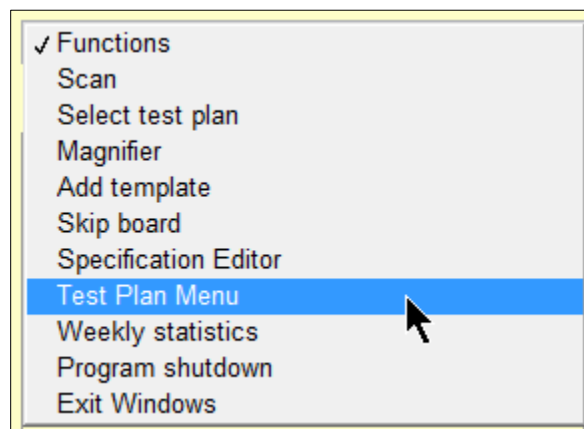 Functions
Scan
Select test plan
Magnifier
Add template
Skip board
Specification Editor
Test Plan Menu
Weekly statistics
Program shutdown
Exit Windows